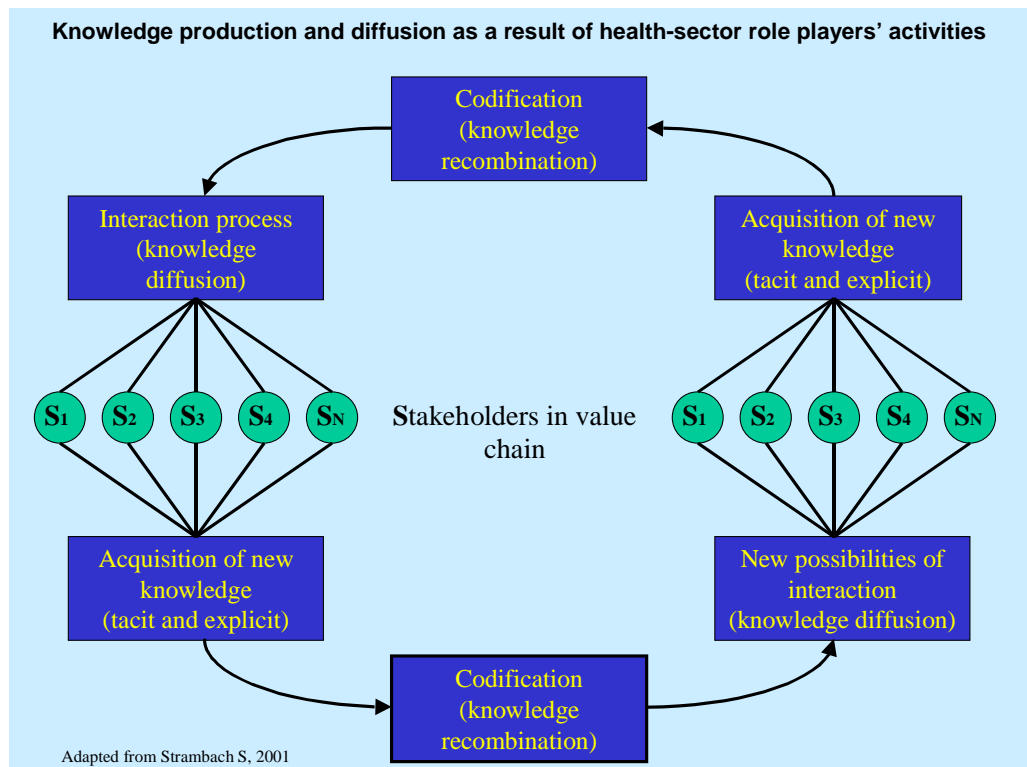 Knowledge production and diffusion as a result of health-sector role players' activities
Codification
(knowledge
recombination)
Interaction process
(knowledge
diffusion)
Acquisition of new
knowledge
(tacit and explicit)
S1 S2 S3 S4 SN
Stakeholders in value
chain
S1 S2 S3 S4 SN
Acquisition of new
knowledge
(tacit and explicit)
New possibilities of
interaction
(knowledge diffusion)
Codification
(knowledge
recombination)
Adapted from Strambach S, 2001